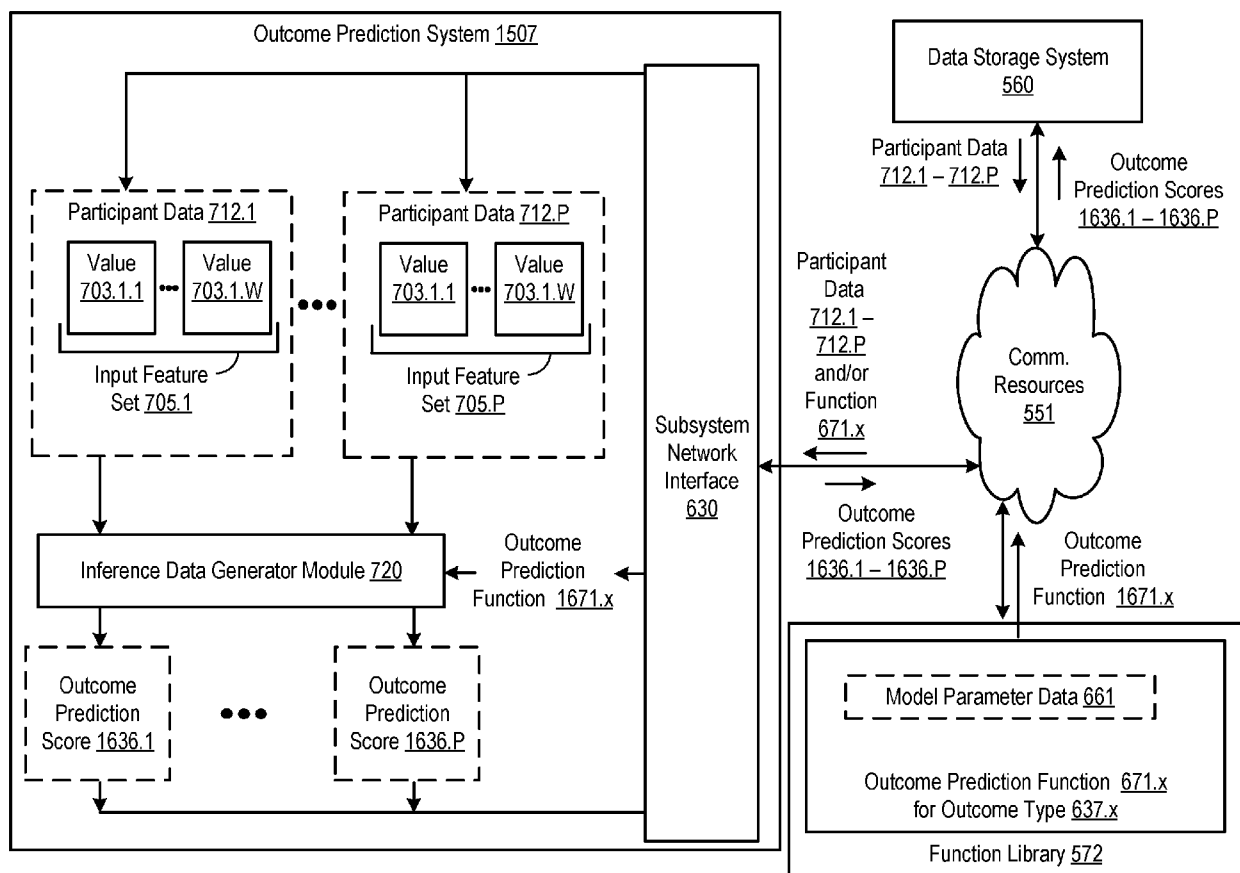 Outcome Prediction System 1507
Participant Data 712.1
Value
703.1.1
Value
703.1.W
Input Feature
Set 705.1
Participant Data 712.P
Value
703.1.1
Value
703.1.W
Input Feature
Set 705.P
Inference Data Generator Module 720
Outcome
Prediction
Function 1671.x
Outcome
Prediction
Score 1636.1
Outcome
Prediction
Score 1636.P
Subsystem
Network
Interface
630
Data Storage System
560
Participant Data
712.1 – 712.P
Outcome
Prediction Scores
1636.1 – 1636.P
Participant
Data
712.1 –
712.P
and/or
Function
671.x
Comm.
Resources
551
Outcome
Prediction Scores
1636.1 – 1636.P
Outcome
Prediction
Function 1671.x
Model Parameter Data 661
Outcome Prediction Function 671.x
for Outcome Type 637.x
Function Library 572